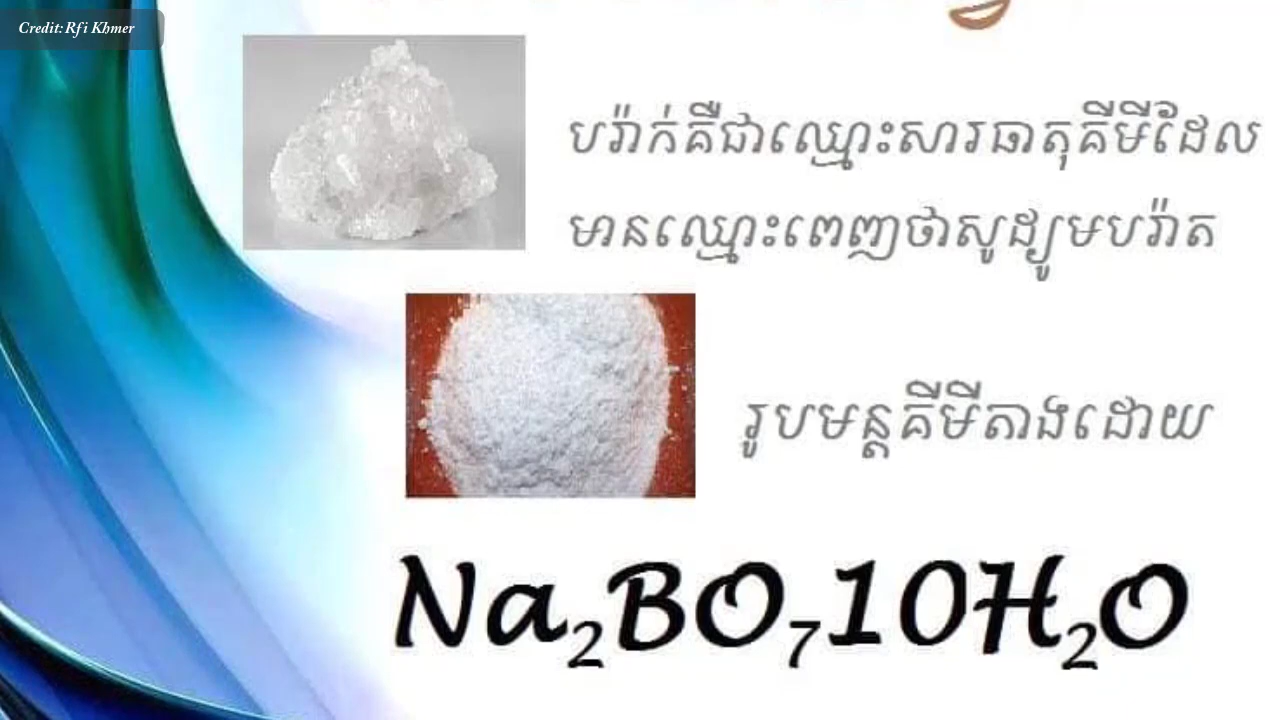 Credit: Rfi Khmer
បរ៉ាក់គឺជាឈ្មោះសារធាតុគីមីដែល
មានឈ្មោះពេញថាសូដ្យូមបរ៉ាត
រូបមន្តគីមីតាងដោយ
Na₂BO₇10H₂O